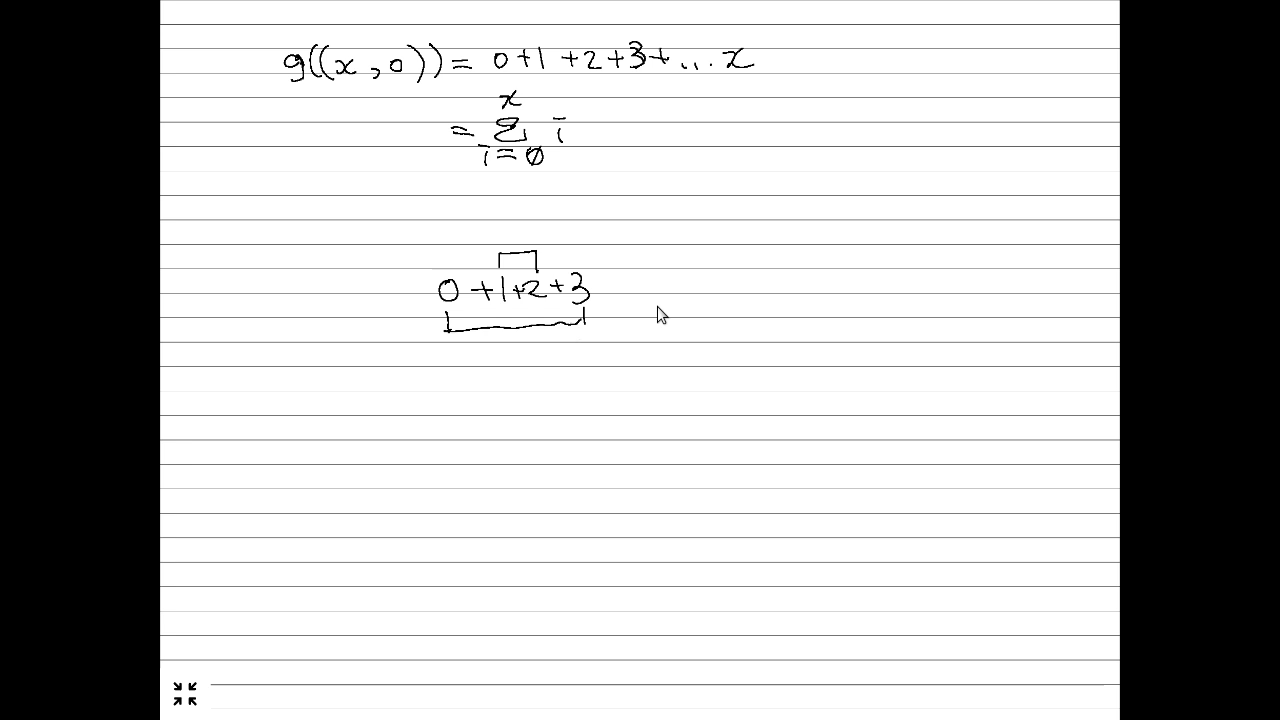 g((x,0)) = 0+1+2+3+... x
= x Σ i=0 i
0+1+2+3